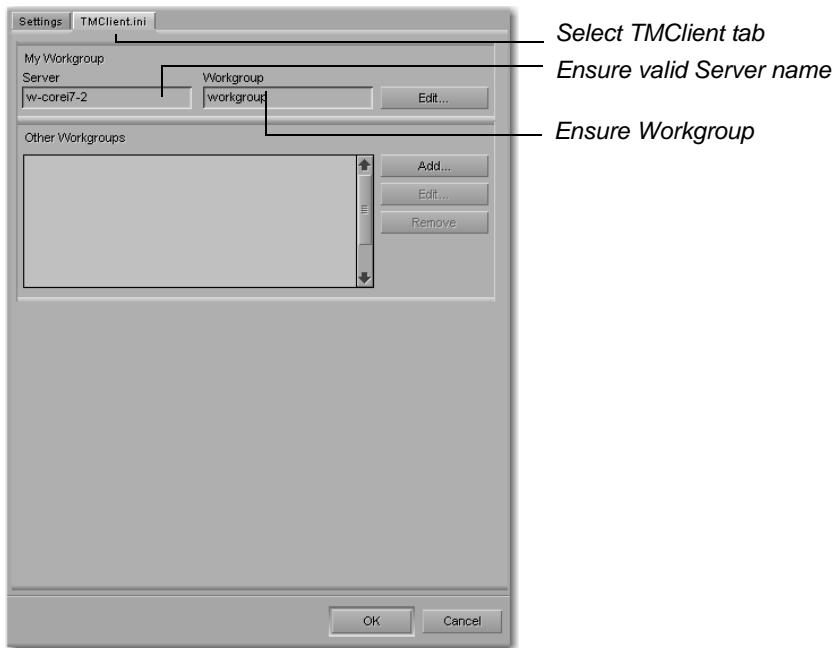 Settings TMClient.ini
Select TMClient tab
My Workgroup
Server Workgroup
Ensure valid Server name
w-corei7-2 workgroup Edit...
Ensure Workgroup
Other Workgroups
Add...
Edit...
Remove
OK Cancel